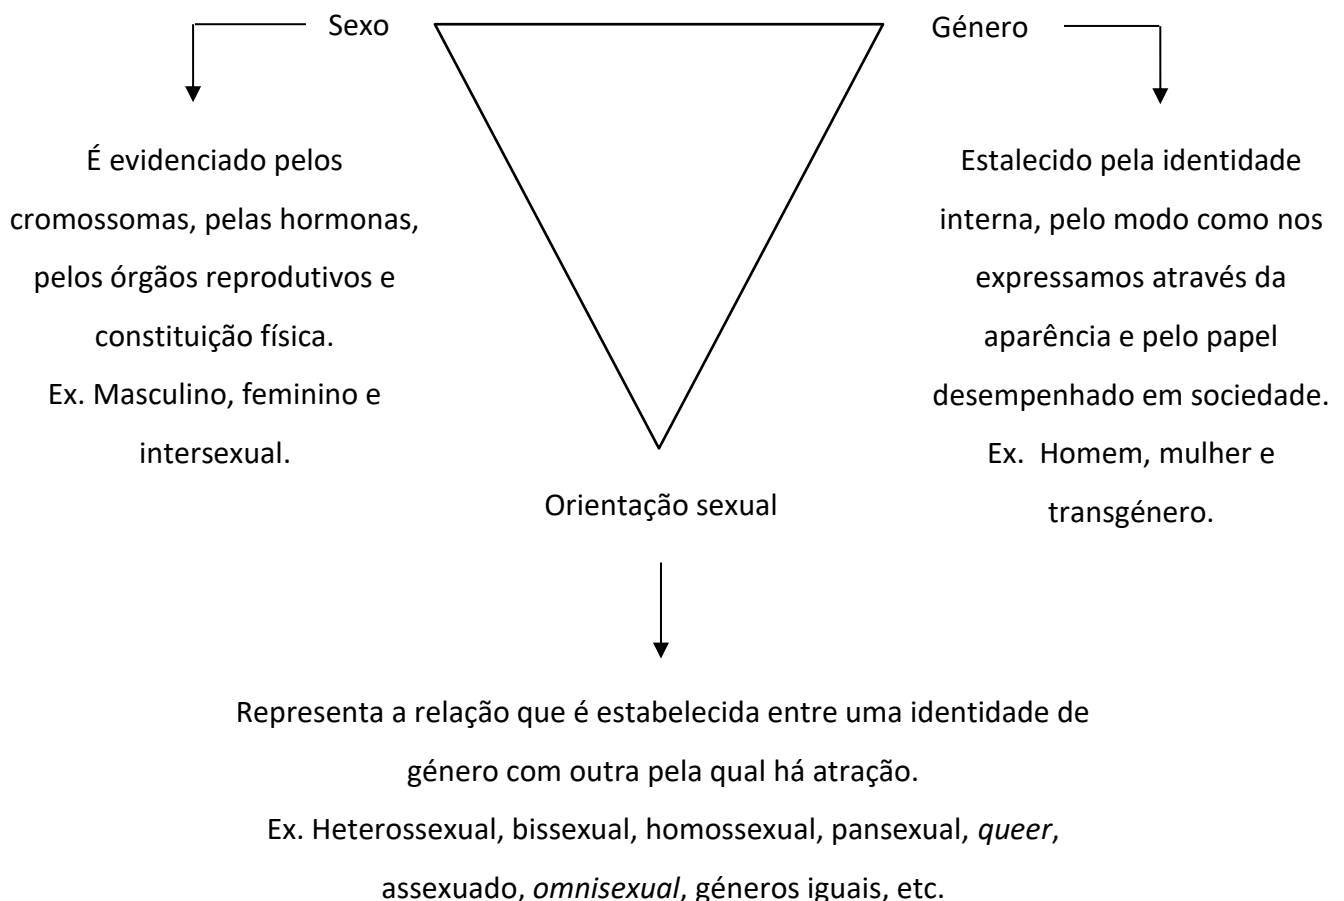 Sexo
É evidenciado pelos
cromossomas, pelas hormonas,
pelos órgãos reprodutivos e
constituição física.
Ex. Masculino, feminino e
intersexual.
Género
Estalecido pela identidade
interna, pelo modo como nos
expressamos através da
aparência e pelo papel
desempenhado em sociedade.
Ex. Homem, mulher e
transgénero.
Orientação sexual
Representa a relação que é estabelecida entre uma identidade de
género com outra pela qual há atração.
Ex. Heterossexual, bissexual, homossexual, pansexual, queer,
assexuado, omnisexual, géneros iguais, etc.